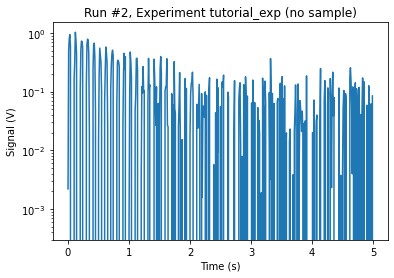 Run #2, Experiment tutorial_exp (no sample)
Signal (V)
10⁰
10⁻¹
10⁻²
10⁻³
0 1 2 3 4 5
Time (s)